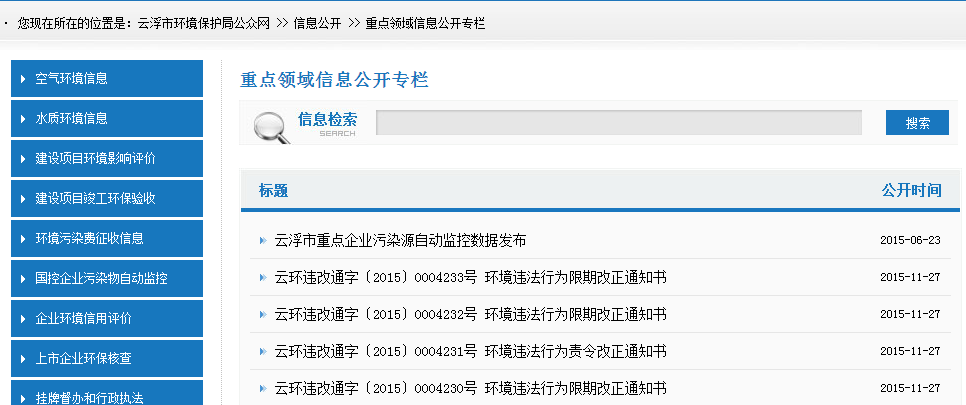 · 您现在所在的位置是：云浮市环境保护局公众网 >> 信息公开 >> 重点领域信息公开专栏
空气环境信息
水质环境信息
建设项目环境影响评价
建设项目竣工环保验收
环境污染费征收信息
国控企业污染物自动监控
企业环境信用评价
上市企业环保核查
挂牌督办和行政执法
重点领域信息公开专栏
信息检索
SEARCH
搜索
标题 公开时间
云浮市重点企业污染源自动监控数据发布 2015-06-23
云环违改通字〔2015〕0004233号 环境违法行为限期改正通知书 2015-11-27
云环违改通字〔2015〕0004232号 环境违法行为限期改正通知书 2015-11-27
云环违改通字〔2015〕0004231号 环境违法行为责令改正通知书 2015-11-27
云环违改通字〔2015〕0004230号 环境违法行为限期改正通知书 2015-11-27